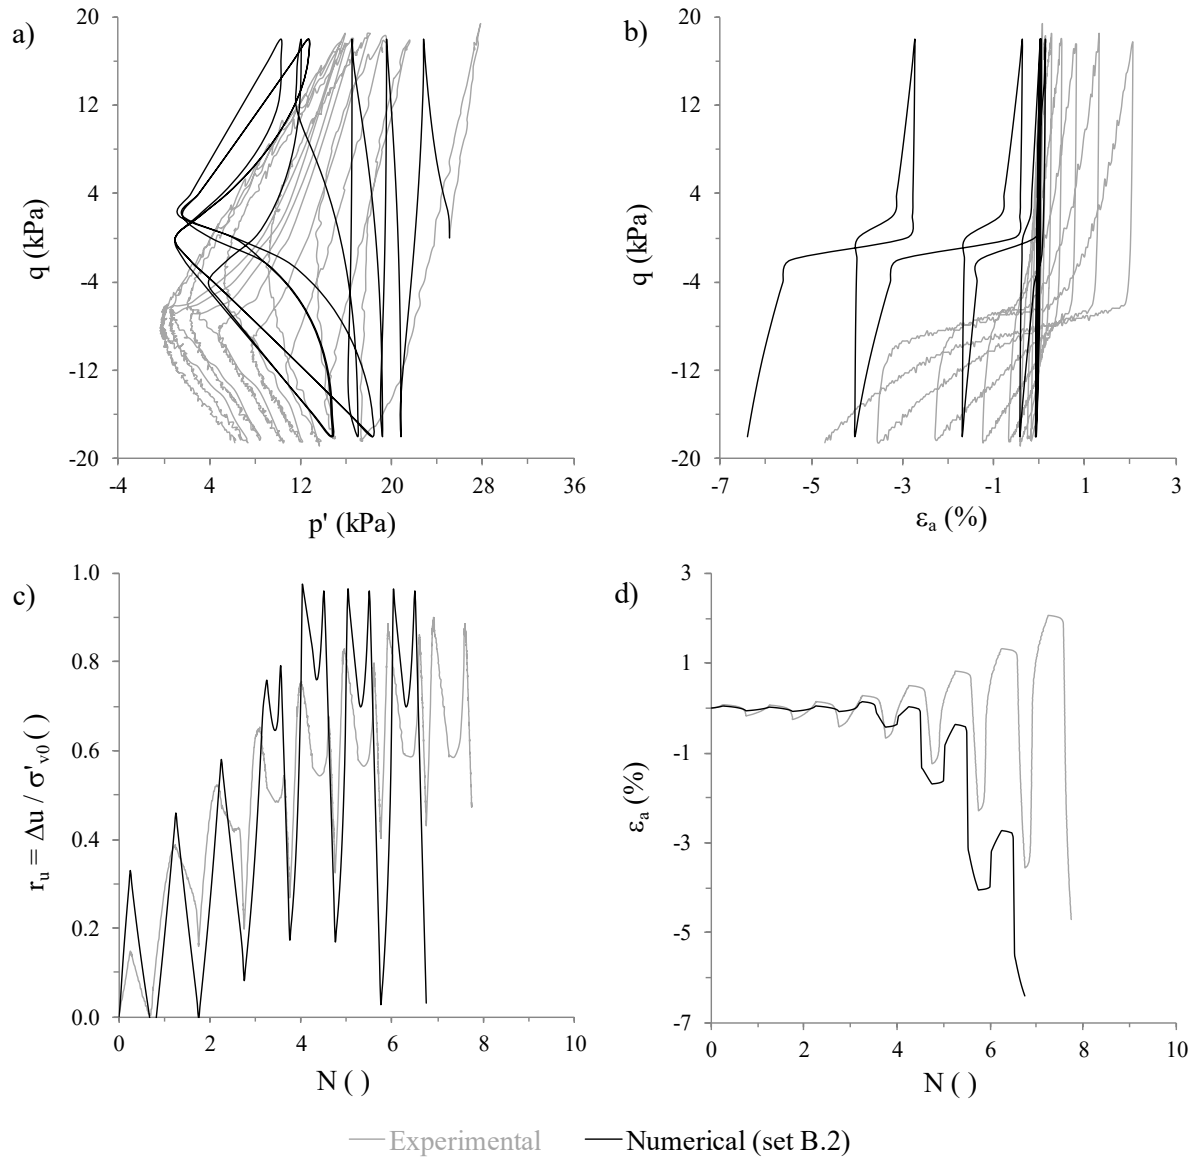 a)
20
12
4
-4
-12
-20
q (kPa)
-4 4 12 20 28 36
p' (kPa)
b)
20
12
4
-4
-12
-20
q (kPa)
-7 -5 -3 -1 1 3
εa (%)
c)
1.0
0.8
0.6
0.4
0.2
0.0
ru = Δu / σ'v0 ( )
0 2 4 6 8 10
N ( )
d)
3
1
-1
-3
-5
-7
εa (%)
0 2 4 6 8 10
N ( )
Experimental Numerical (set B.2)